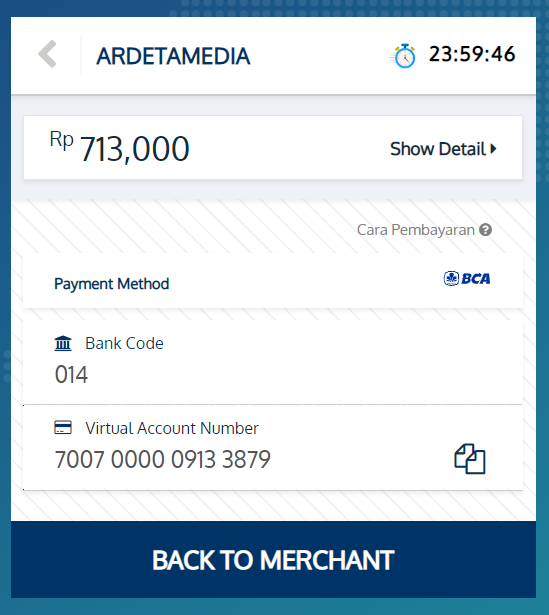 ARDETAMEDIA
23:59:46
Rp 713,000
Show Detail
Cara Pembayaran
Payment Method
BCA
Bank Code
014
Virtual Account Number
7007 0000 0913 3879
BACK TO MERCHANT